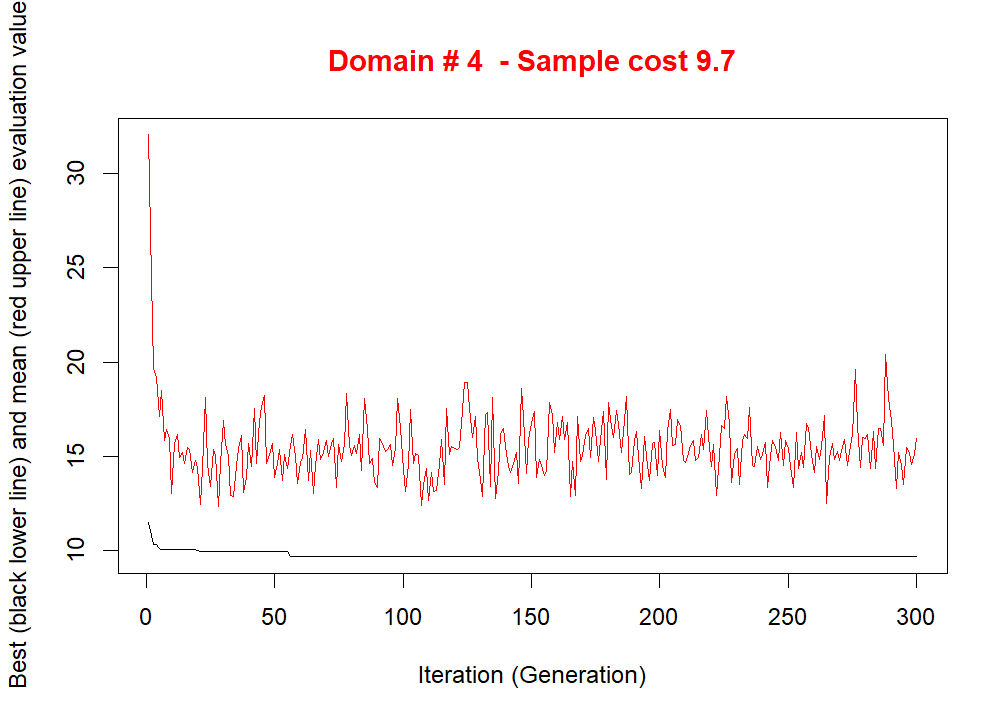 Domain # 4 - Sample cost 9.7
Best (black lower line) and mean (red upper line) evaluation value
30
25
20
15
10
0 50 100 150 200 250 300
Iteration (Generation)